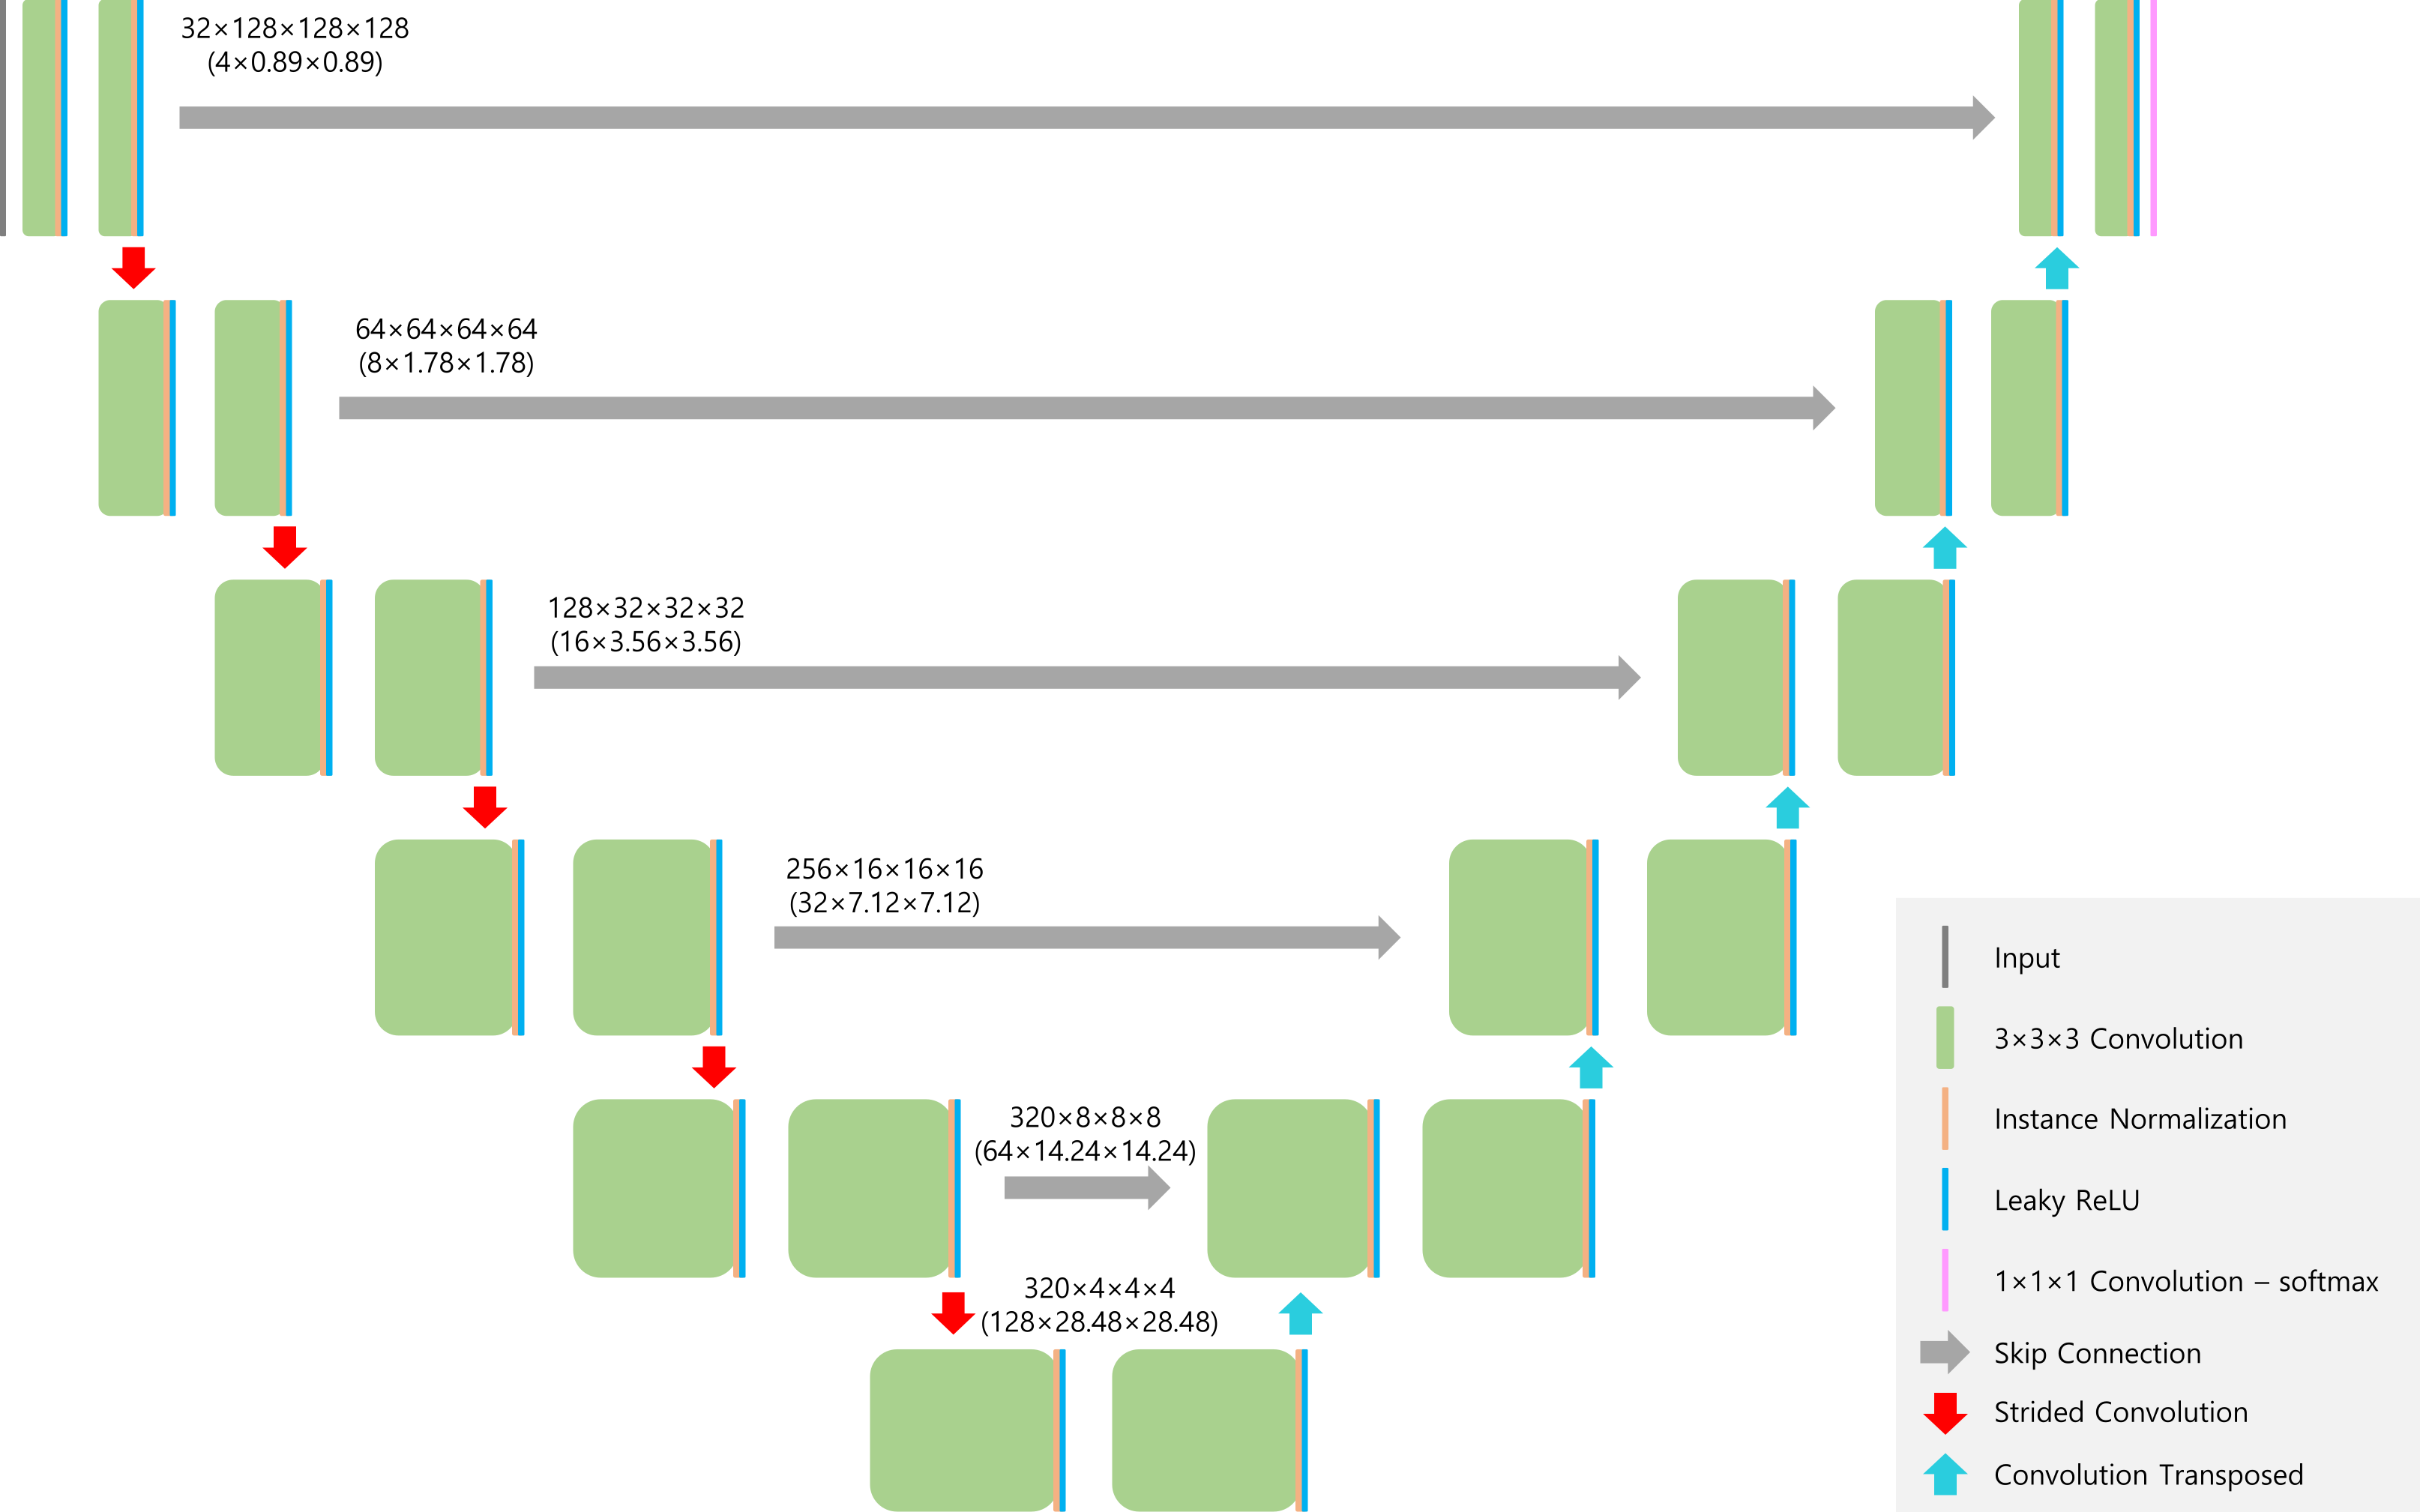 32×128×128×128
(4×0.89×0.89)
64×64×64×64
(8×1.78×1.78)
128×32×32×32
(16×3.56×3.56)
256×16×16×16
(32×7.12×7.12)
320×8×8×8
(64×14.24×14.24)
320×4×4×4
(128×28.48×28.48)
Input
3×3×3 Convolution
Instance Normalization
Leaky ReLU
1×1×1 Convolution – softmax
Skip Connection
Strided Convolution
Convolution Transposed